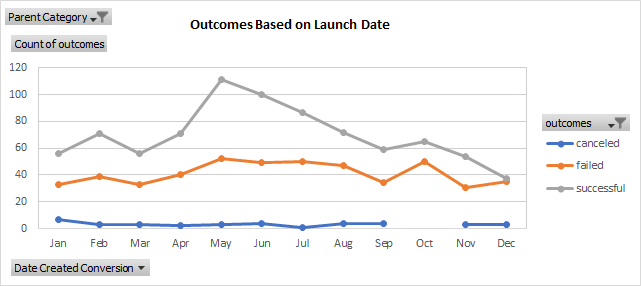 Parent Category
Outcomes Based on Launch Date
Count of outcomes
120
100
80
60
40
20
0
Jan Feb Mar Apr May Jun Jul Aug Sep Oct Nov Dec
outcomes
canceled
failed
successful
Date Created Conversion